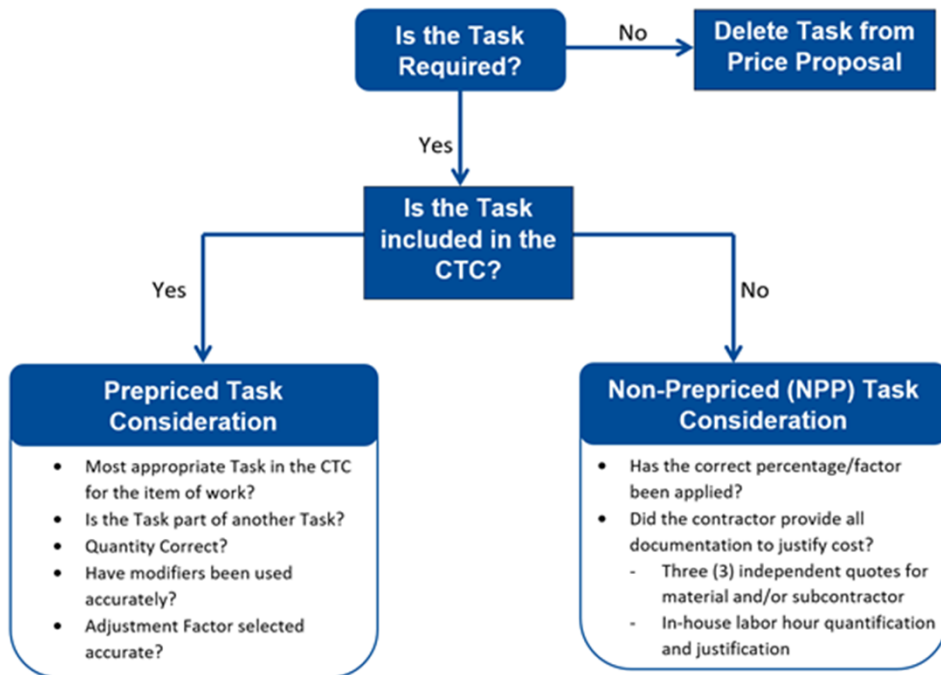 Is the Task
Required?
No
Delete Task from
Price Proposal
Yes
Is the Task
included in the
CTC?
Yes
No
Prepriced Task
Consideration
• Most appropriate Task in the CTC
for the item of work?
• Is the Task part of another Task?
• Quantity Correct?
• Have modifiers been used
accurately?
• Adjustment Factor selected
accurate?
Non-Prepriced (NPP) Task
Consideration
• Has the correct percentage/factor
been applied?
• Did the contractor provide all
documentation to justify cost?
- Three (3) independent quotes for
material and/or subcontractor
- In-house labor hour quantification
and justification